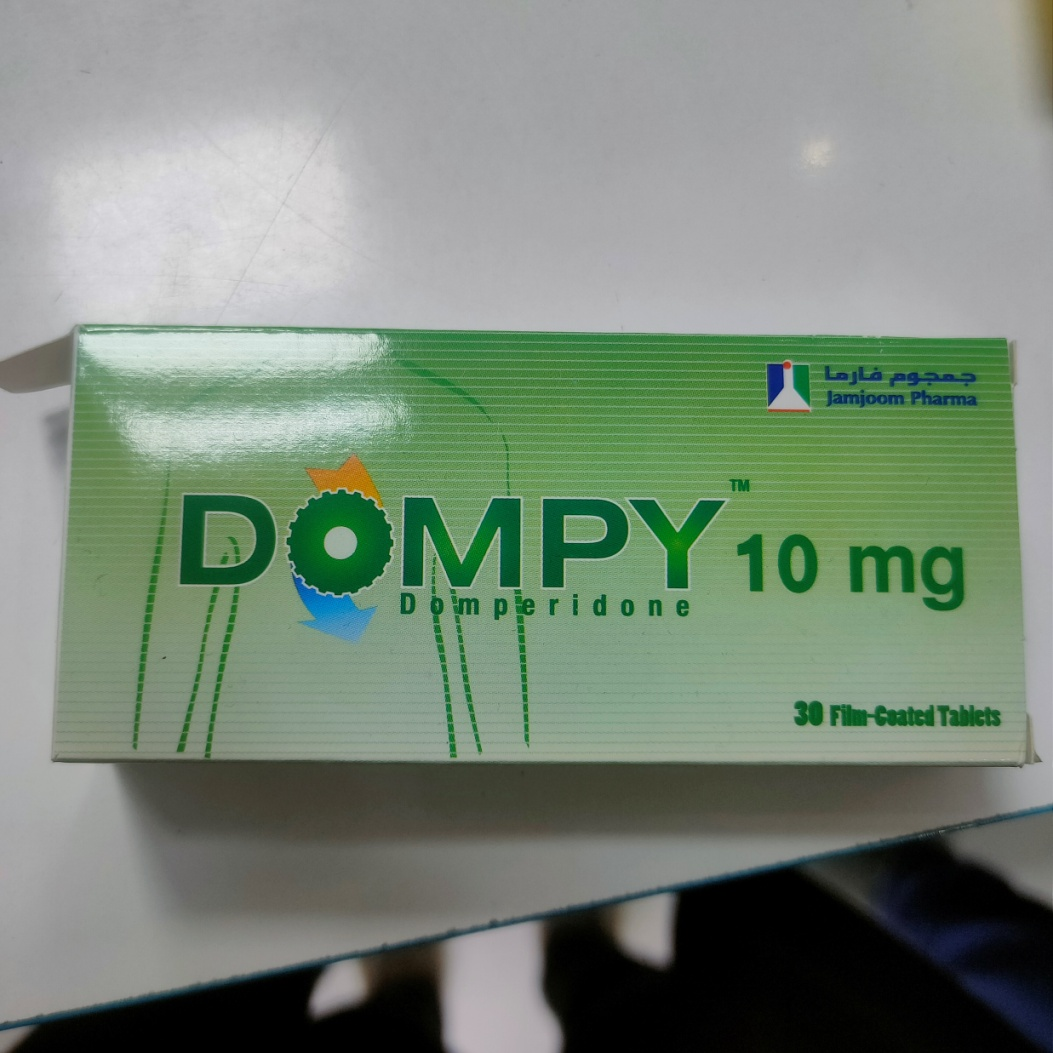 جمجوم فارما
Jamjoom Pharma
DOMPY™ 10 mg
Domperidone
30 Film-Coated Tablets